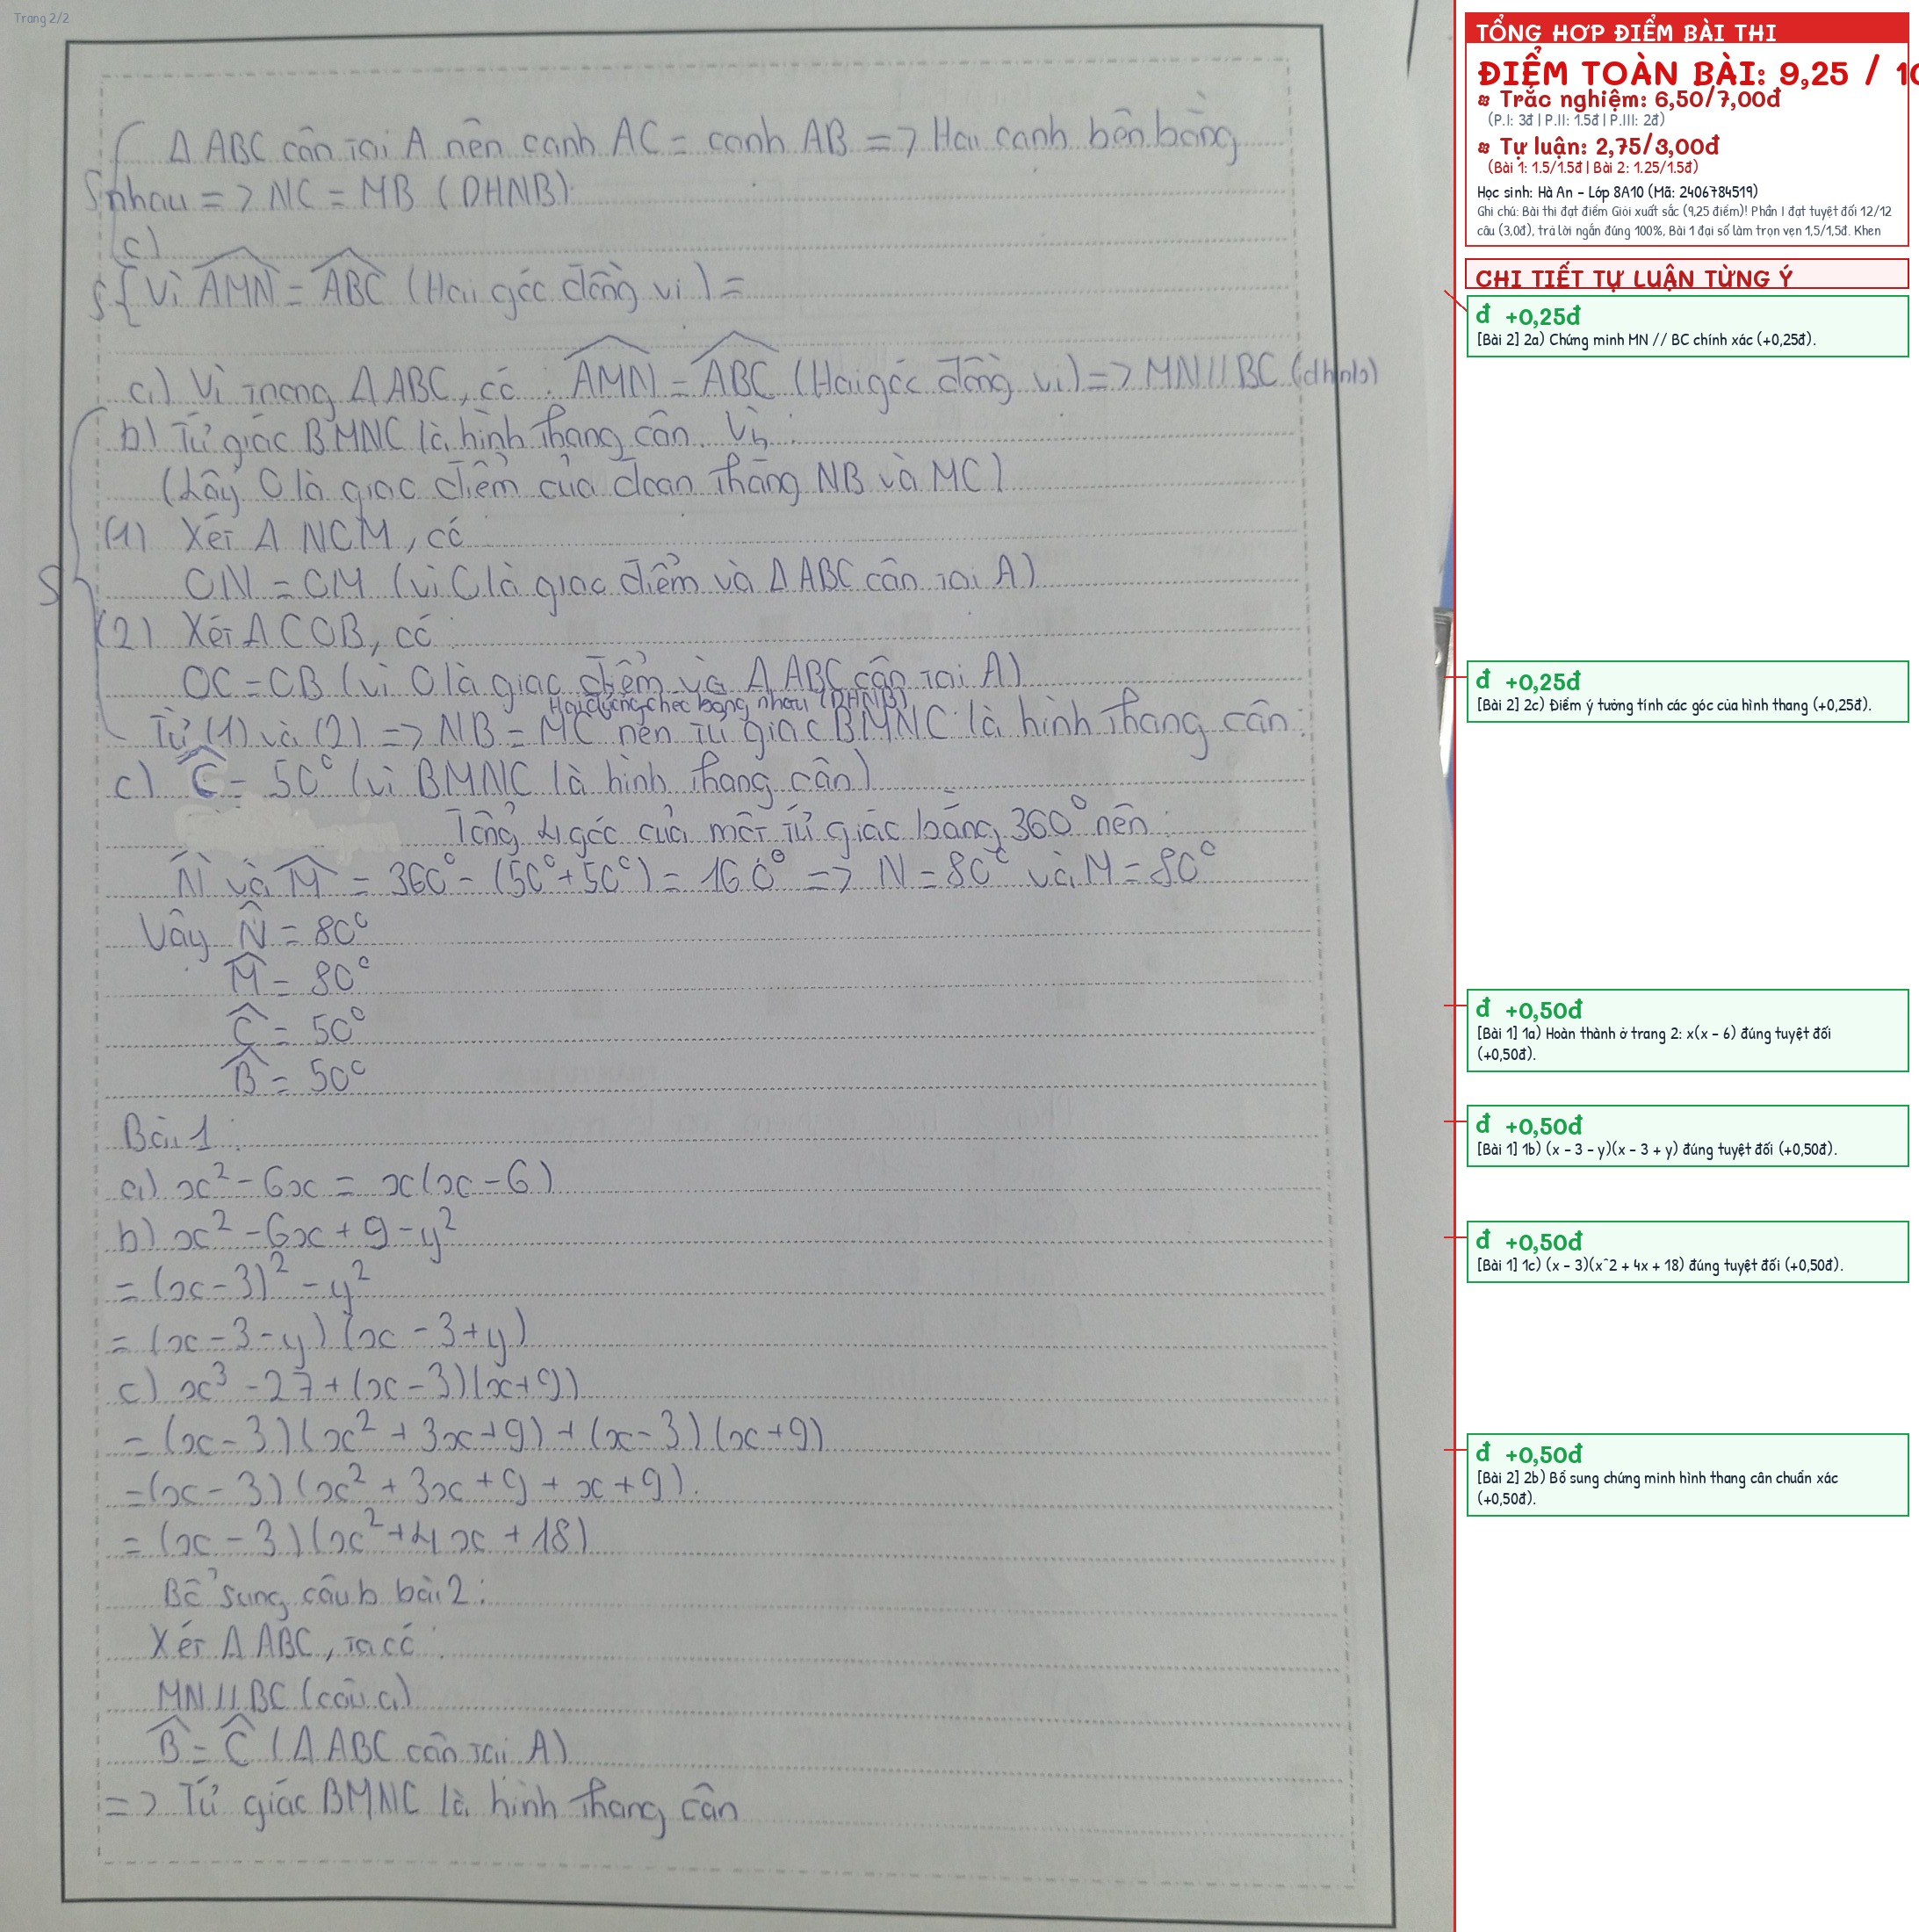 Trang 2/2
Δ ABC cân tại A nên cạnh AC = cạnh AB => Hai cạnh bên bằng
S nhau => NC = MB (DHNB)
c)
S { Vì AMN = ABC (Hai góc đồng vị) =
a) Vì trong Δ ABC, có : AMN = ABC (Hai góc đồng vị) => MN // BC (dhnb)
b) Tứ giác BMNC là hình thang cân. Vì :
(Lấy O là giao điểm của đoạn thẳng NB và MC)
(1) Xét Δ NOM, có
ON = OM (vì O là giao điểm và Δ ABC cân tại A)
S
(2) Xét Δ COB, có :
OC = OB (vì O là giao điểm và Δ ABC cân tại A)
Hai đường chéo bằng nhau (DHNB)
Từ (1) và (2) => NB = MC nên tứ giác BMNC là hình thang cân.
c) C = 50° (vì BMNC là hình thang cân)
Tổng 4 góc của một tứ giác bằng 360° nên :
N và M = 360° - (50° + 50°) = 160° => N = 80° và M = 80°
Vậy N = 80°
M = 80°
C = 50°
B = 50°
Bài 1 :
a) x² - 6x = x(x - 6)
b) x² - 6x + 9 - y²
= (x - 3)² - y²
= (x - 3 - y) (x - 3 + y)
c) x³ - 27 + (x - 3)(x + 9)
= (x - 3)(x² + 3x + 9) + (x - 3)(x + 9)
= (x - 3)(x² + 3x + 9 + x + 9).
= (x - 3)(x² + 4x + 18)
Bổ sung câu b bài 2 :
Xét Δ ABC, ta có :
MN // BC (câu a)
B = C (Δ ABC cân tại A)
=> Tứ giác BMNC là hình thang cân
TỔNG HỢP ĐIỂM BÀI THI
ĐIỂM TOÀN BÀI: 9,25 / 10
Trắc nghiệm: 6,50/7,00đ
(P.I: 3đ | P.II: 1.5đ | P.III: 2đ)
Tự luận: 2,75/3,00đ
(Bài 1: 1.5/1.5đ | Bài 2: 1.25/1.5đ)
Học sinh: Hà An - Lớp 8A10 (Mã: 2406784519)
Ghi chú: Bài thi đạt điểm Giỏi xuất sắc (9,25 điểm)! Phần I đạt tuyệt đối 12/12
câu (3,0đ), trả lời ngắn đúng 100%, Bài 1 đại số làm trọn vẹn 1,5/1,5đ. Khen
CHI TIẾT TỰ LUẬN TỪNG Ý
đ +0,25đ
[Bài 2] 2a) Chứng minh MN // BC chính xác (+0,25đ).
đ +0,25đ
[Bài 2] 2c) Điểm ý tưởng tính các góc của hình thang (+0,25đ).
đ +0,50đ
[Bài 1] 1a) Hoàn thành ở trang 2: x(x - 6) đúng tuyệt đối
(+0,50đ).
đ +0,50đ
[Bài 1] 1b) (x - 3 - y)(x - 3 + y) đúng tuyệt đối (+0,50đ).
đ +0,50đ
[Bài 1] 1c) (x - 3)(x^2 + 4x + 18) đúng tuyệt đối (+0,50đ).
đ +0,50đ
[Bài 2] 2b) Bổ sung chứng minh hình thang cân chuẩn xác
(+0,50đ).